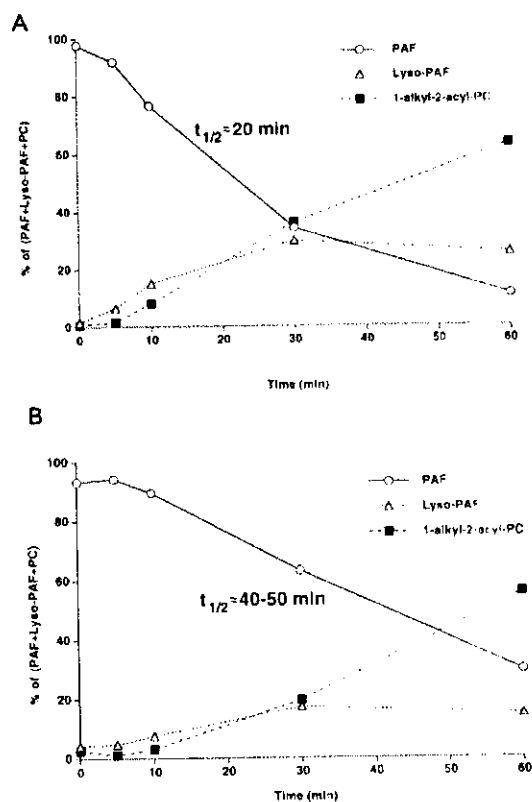 A
100
80
60
40
20
0
% of (PAF+Lyso-PAF+PC)
PAF
Lyso-PAF
1-alkyl-2-acyl-PC
t1/2=20 min
0 10 20 30 40 50 60
Time (min)
B
100
80
60
40
20
0
% of (PAF+Lyso-PAF+PC)
PAF
Lyso-PAF
1-alkyl-2-acyl-PC
t1/2=40-50 min
0 10 20 30 40 50 60
Time (min)